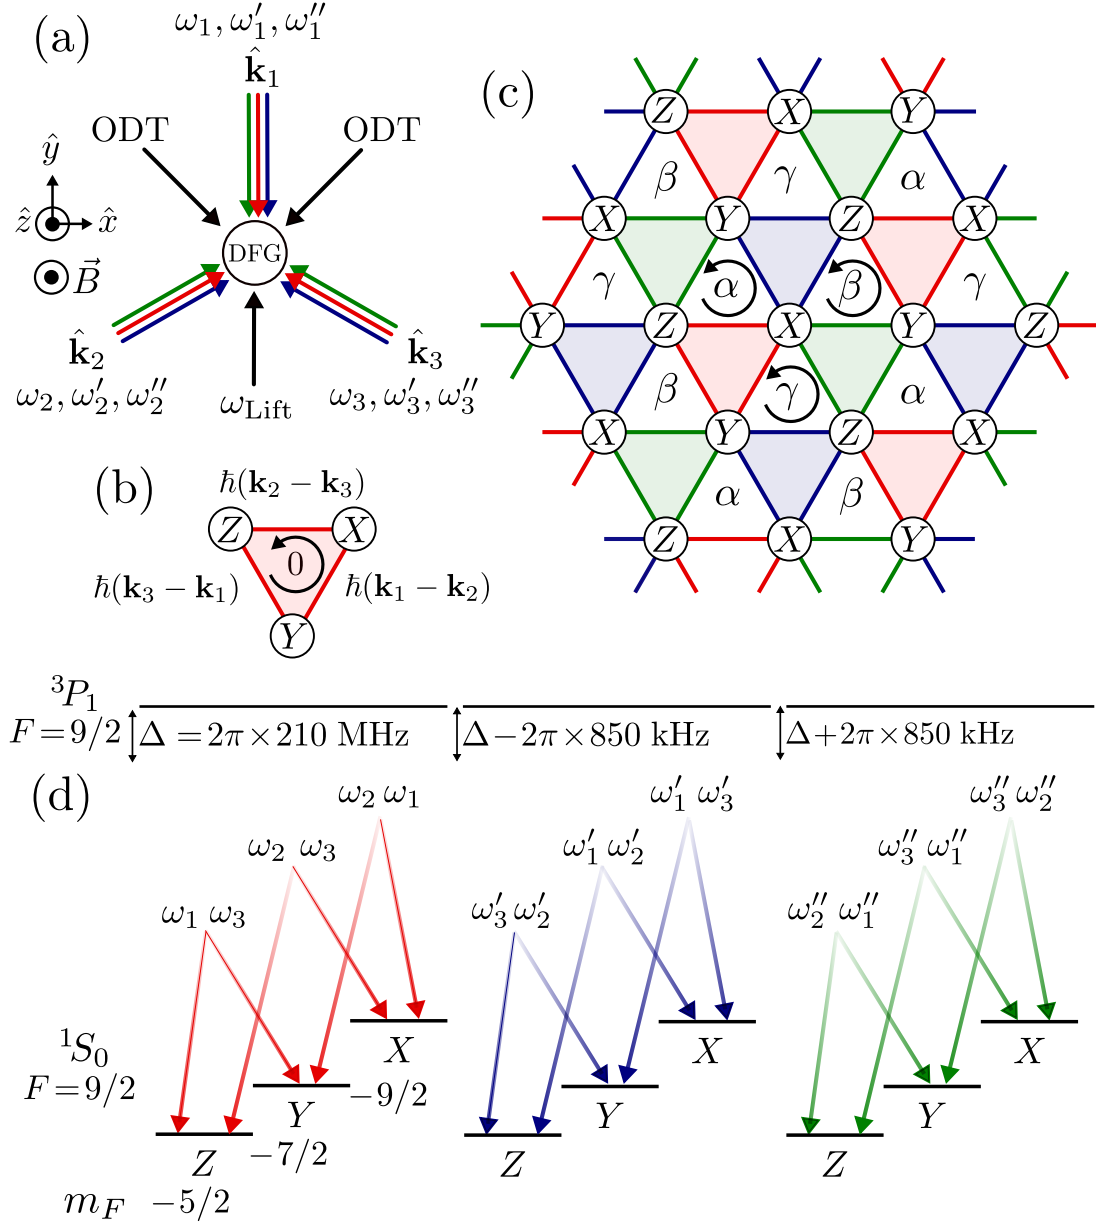 (a)
ω₁, ω₁′, ω₁″
k̂₁
ODT ODT
ŷ
ẑ x̂
DFG
B⃗
k̂₂ k̂₃
ω₂, ω₂′, ω₂″ ω_Lift ω₃, ω₃′, ω₃″
(b)
ħ(k₂ − k₃)
Z X
0
ħ(k₃ − k₁) ħ(k₁ − k₂)
Y
(c)
Z X Y
β γ α
X Y Z X
γ α β γ
Y Z X Y Z
β γ α
X Y Z X
α β
Z X Y
³P₁
F = 9/2
Δ = 2π × 210 MHz
Δ − 2π × 850 kHz
Δ + 2π × 850 kHz
(d)
ω₂ ω₁ ω₁′ ω₃′ ω₃″ ω₂″
ω₂ ω₃ ω₁′ ω₂′ ω₃″ ω₁″
ω₁ ω₃ ω₃′ ω₂′ ω₂″ ω₁″
¹S₀
F = 9/2
X X X
−9/2
Y Y Y
−7/2
Z Z Z
m_F −5/2